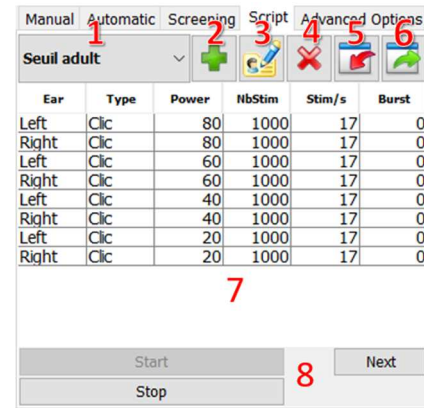 Manual Automatic Screening Script Advanced Options
1 2 3 4 5 6
Seuil adult
Ear Type Power NbStim Stim/s Burst
Left Clic 80 1000 17 0
Right Clic 80 1000 17 0
Left Clic 60 1000 17 0
Right Clic 60 1000 17 0
Left Clic 40 1000 17 0
Right Clic 40 1000 17 0
Left Clic 20 1000 17 0
Right Clic 20 1000 17 0
7
Start 8 Next
Stop